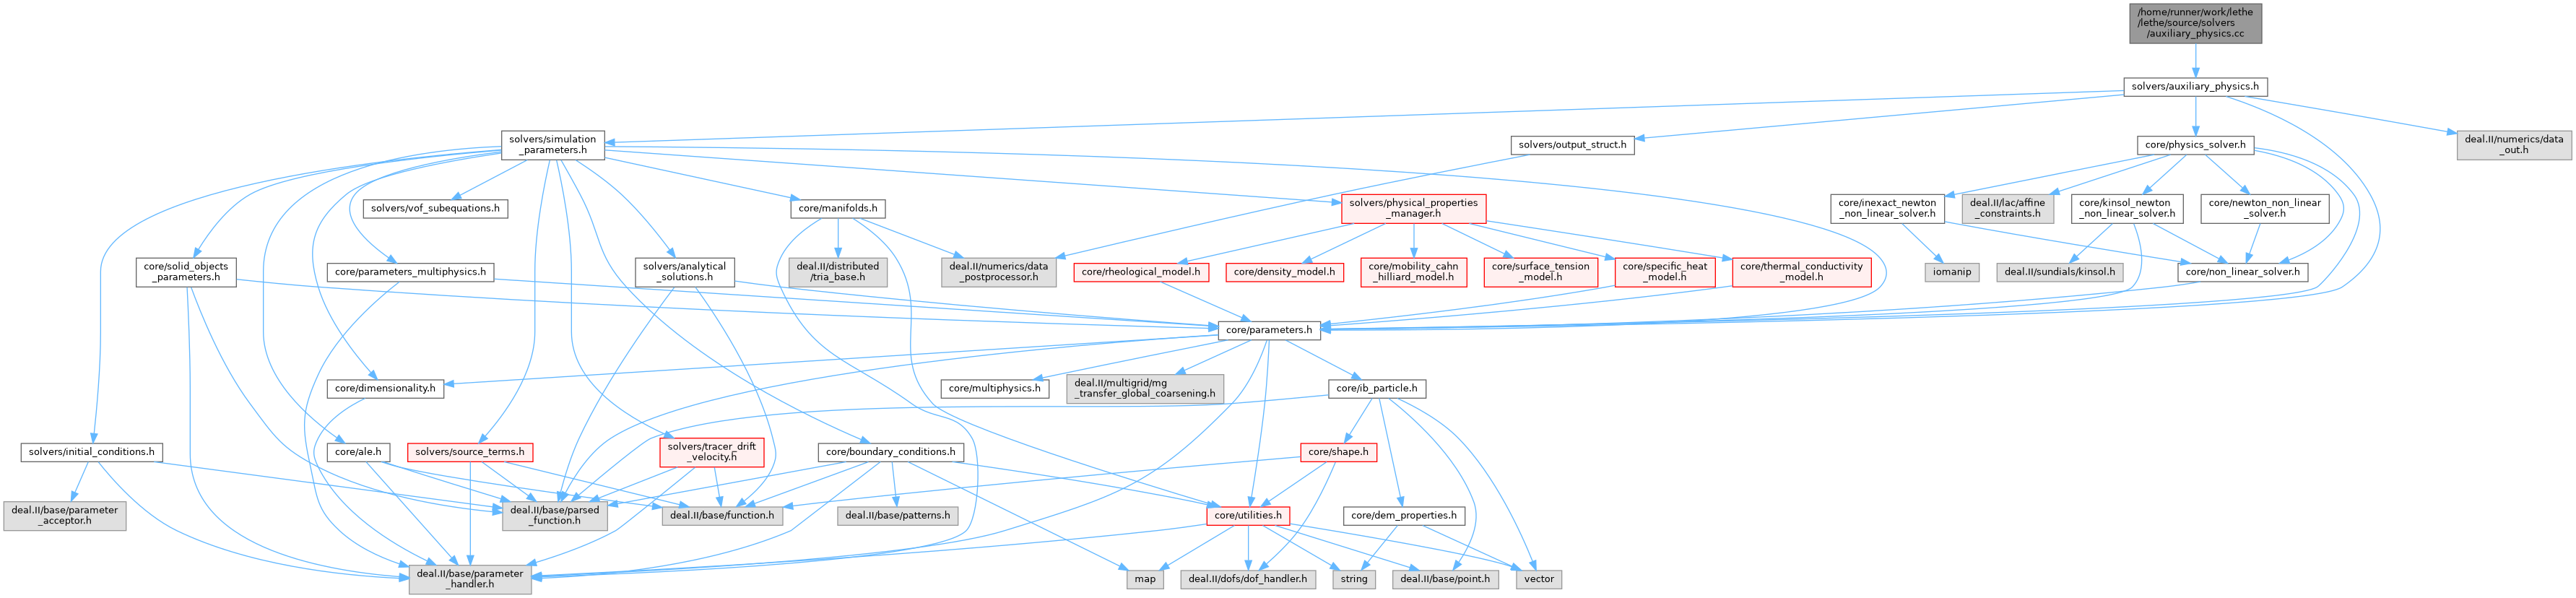 /home/runner/work/lethe
/lethe/source/solvers
/auxiliary_physics.cc
solvers/auxiliary_physics.h
solvers/simulation
_parameters.h
solvers/output_struct.h
core/physics_solver.h
deal.II/numerics/data
_out.h
solvers/vof_subequations.h
core/manifolds.h
solvers/physical_properties
_manager.h
core/inexact_newton
_non_linear_solver.h
deal.II/lac/affine
_constraints.h
core/kinsol_newton
_non_linear_solver.h
core/newton_non_linear
_solver.h
core/solid_objects
_parameters.h
core/parameters_multiphysics.h
solvers/analytical
_solutions.h
deal.II/distributed
/tria_base.h
deal.II/numerics/data
_postprocessor.h
core/rheological_model.h
core/density_model.h
core/mobility_cahn
_hilliard_model.h
core/surface_tension
_model.h
core/specific_heat
_model.h
core/thermal_conductivity
_model.h
iomanip
deal.II/sundials/kinsol.h
core/non_linear_solver.h
core/parameters.h
core/dimensionality.h
core/multiphysics.h
deal.II/multigrid/mg
_transfer_global_coarsening.h
core/ib_particle.h
solvers/initial_conditions.h
core/ale.h
solvers/source_terms.h
solvers/tracer_drift
_velocity.h
core/boundary_conditions.h
core/shape.h
deal.II/base/parameter
_acceptor.h
deal.II/base/parsed
_function.h
deal.II/base/function.h
deal.II/base/patterns.h
core/utilities.h
core/dem_properties.h
deal.II/base/parameter
_handler.h
map
deal.II/dofs/dof_handler.h
string
deal.II/base/point.h
vector